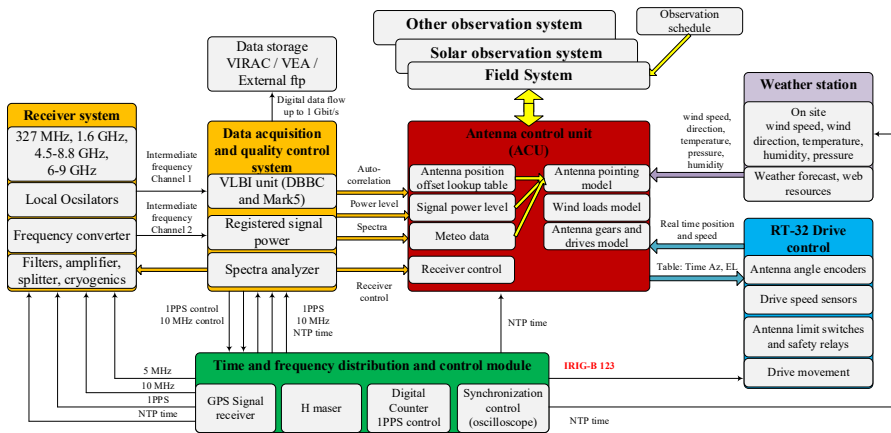 Other observation system
Solar observation system
Field System
Observation
schedule
Data storage
VIRAC / VEA /
External ftp
Digital data flow
up to 1 Gbit/s
Receiver system
327 MHz, 1.6 GHz,
4.5-8.8 GHz,
6-9 GHz
Local Ocsilators
Frequency converter
Filters, amplifier,
splitter, cryogenics
Intermediate
frequency
Channel 1
Intermediate
frequency
Channel 2
Data acquisition
and quality control
system
VLBI unit (DBBC
and Mark5)
Registered signal
power
Spectra analyzer
Auto-
correlation
Power level
Spectra
Receiver
control
Antenna control unit
(ACU)
Antenna position
offset lookup table
Signal power level
Meteo data
Receiver control
Antenna pointing
model
Wind loads model
Antenna gears and
drives model
wind speed,
direction,
temperature,
pressure,
humidity
Weather station
On site
wind speed, wind
direction, temperature,
humidity, pressure
Weather forecast, web
resources
Real time position
and speed
Table: Time Az, EL
RT-32 Drive
control
Antenna angle encoders
Drive speed sensors
Antenna limit switches
and safety relays
Drive movement
1PPS control
10 MHz control
1PPS
10 MHz
NTP time
NTP time
Time and frequency distribution and control module
GPS Signal
receiver
H maser
Digital
Counter
1PPS control
Synchronization
control
(oscilloscope)
5 MHz
10 MHz
1PPS
NTP time
IRIG-B 123
NTP time